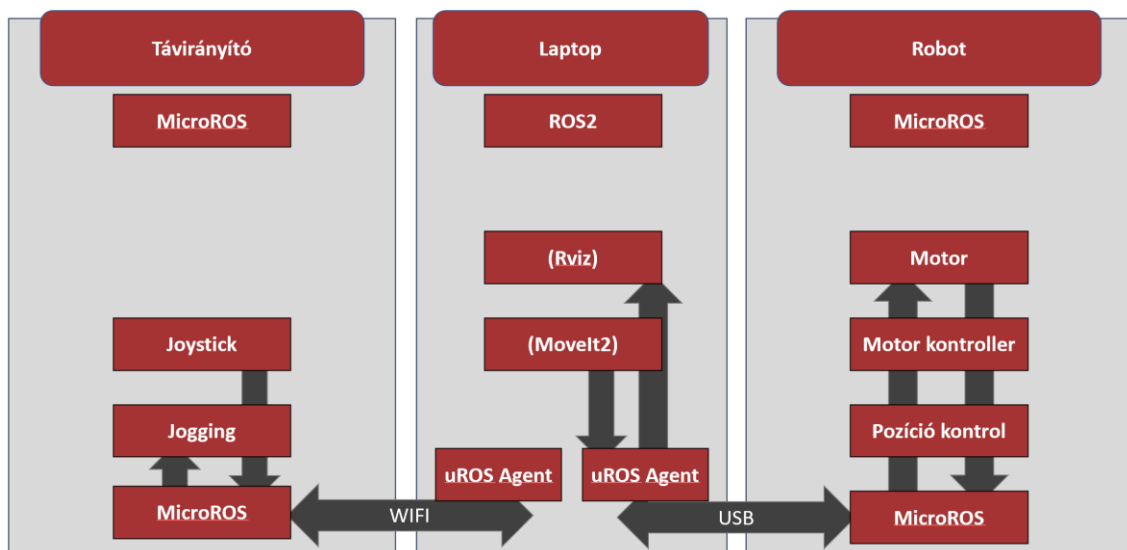 Távirányító
MicroROS
Joystick
Jogging
MicroROS
WIFI
Laptop
ROS2
(Rviz)
(MoveIt2)
uROS Agent
uROS Agent
USB
Robot
MicroROS
Motor
Motor kontroller
Pozíció kontrol
MicroROS